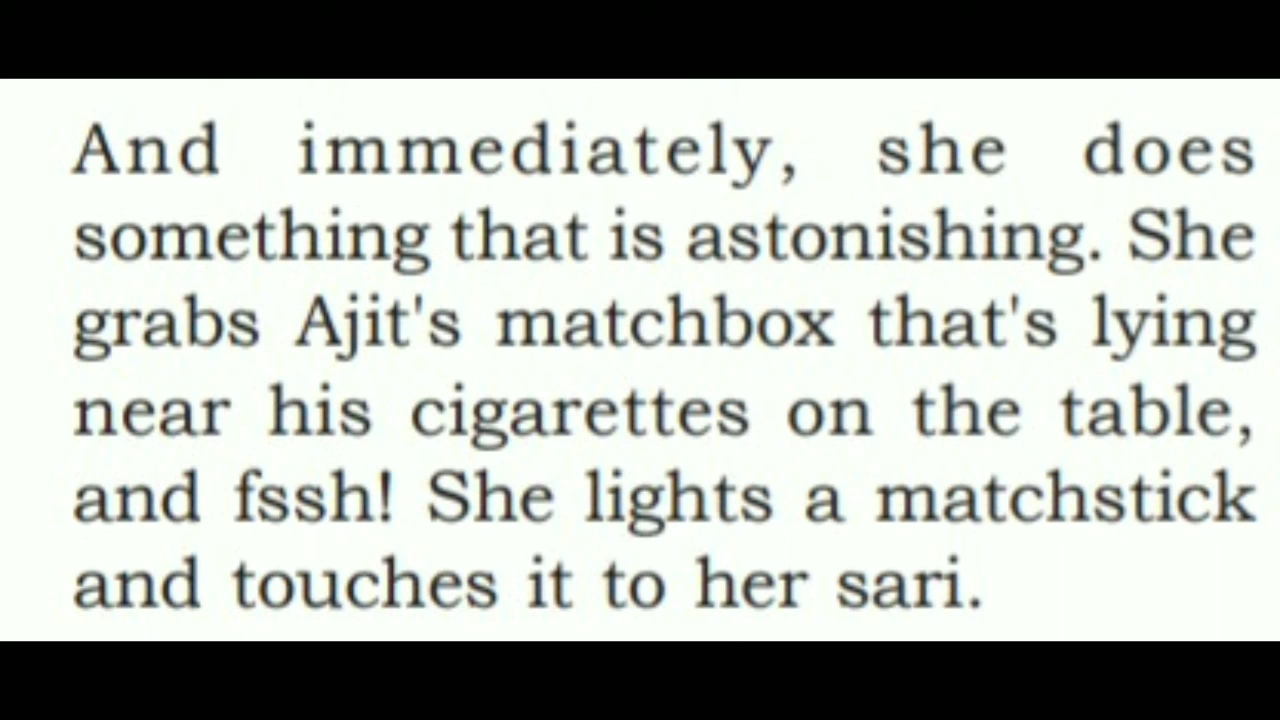 And immediately, she does
something that is astonishing. She
grabs Ajit's matchbox that's lying
near his cigarettes on the table,
and fssh! She lights a matchstick
and touches it to her sari.